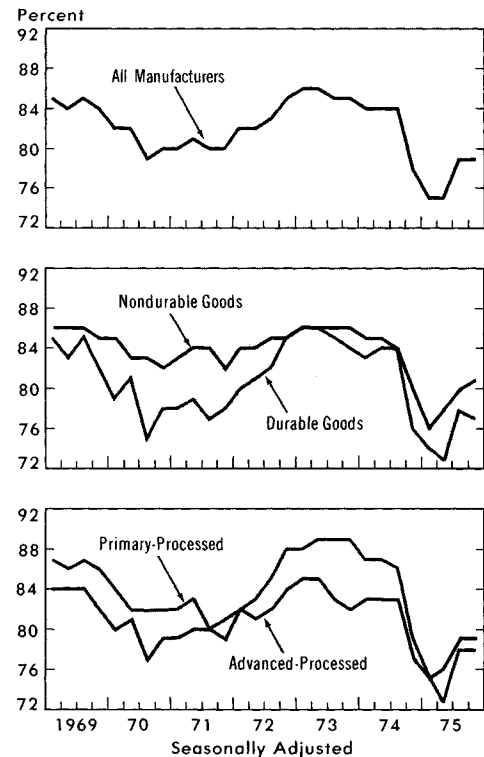 Percent
92
88
84
80
76
72
All Manufacturers
92
88
84
80
76
72
Nondurable Goods
Durable Goods
92
88
84
80
76
72
Primary-Processed
Advanced-Processed
1969 70 71 72 73 74 75
Seasonally Adjusted